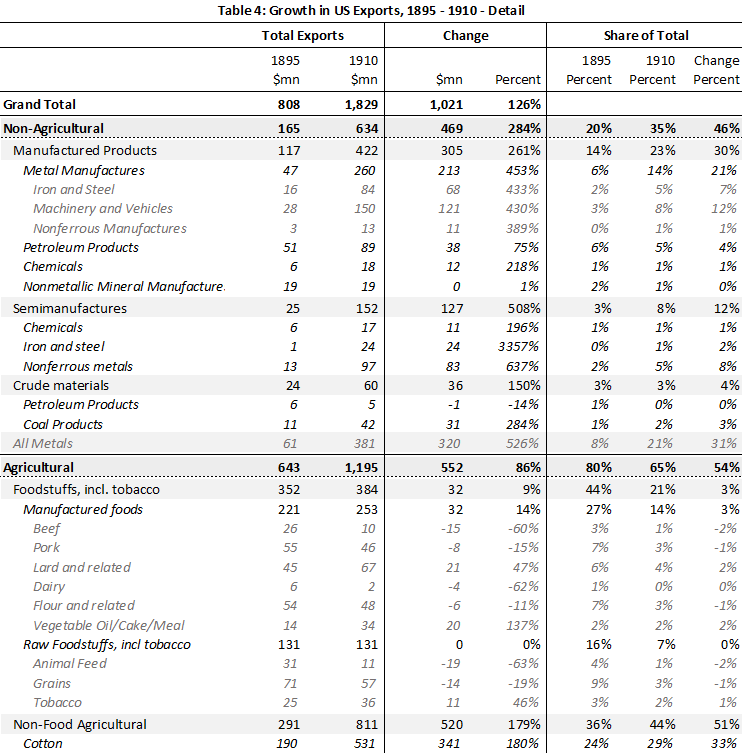 Table 4: Growth in US Exports, 1895 - 1910 - Detail
Total Exports Change Share of Total
1895 1910 1895 1910 Change
$mn $mn $mn Percent Percent Percent Percent
Grand Total 808 1,829 1,021 126%
Non-Agricultural 165 634 469 284% 20% 35% 46%
Manufactured Products 117 422 305 261% 14% 23% 30%
Metal Manufactures 47 260 213 453% 6% 14% 21%
Iron and Steel 16 84 68 433% 2% 5% 7%
Machinery and Vehicles 28 150 121 430% 3% 8% 12%
Nonferrous Manufactures 3 13 11 389% 0% 1% 1%
Petroleum Products 51 89 38 75% 6% 5% 4%
Chemicals 6 18 12 218% 1% 1% 1%
Nonmetallic Mineral Manufacture 19 19 0 1% 2% 1% 0%
Semimanufactures 25 152 127 508% 3% 8% 12%
Chemicals 6 17 11 196% 1% 1% 1%
Iron and steel 1 24 24 3357% 0% 1% 2%
Nonferrous metals 13 97 83 637% 2% 5% 8%
Crude materials 24 60 36 150% 3% 3% 4%
Petroleum Products 6 5 -1 -14% 1% 0% 0%
Coal Products 11 42 31 284% 1% 2% 3%
All Metals 61 381 320 526% 8% 21% 31%
Agricultural 643 1,195 552 86% 80% 65% 54%
Foodstuffs, incl. tobacco 352 384 32 9% 44% 21% 3%
Manufactured foods 221 253 32 14% 27% 14% 3%
Beef 26 10 -15 -60% 3% 1% -2%
Pork 55 46 -8 -15% 7% 3% -1%
Lard and related 45 67 21 47% 6% 4% 2%
Dairy 6 2 -4 -62% 1% 0% 0%
Flour and related 54 48 -6 -11% 7% 3% -1%
Vegetable Oil/Cake/Meal 14 34 20 137% 2% 2% 2%
Raw Foodstuffs, incl tobacco 131 131 0 0% 16% 7% 0%
Animal Feed 31 11 -19 -63% 4% 1% -2%
Grains 71 57 -14 -19% 9% 3% -1%
Tobacco 25 36 11 46% 3% 2% 1%
Non-Food Agricultural 291 811 520 179% 36% 44% 51%
Cotton 190 531 341 180% 24% 29% 33%